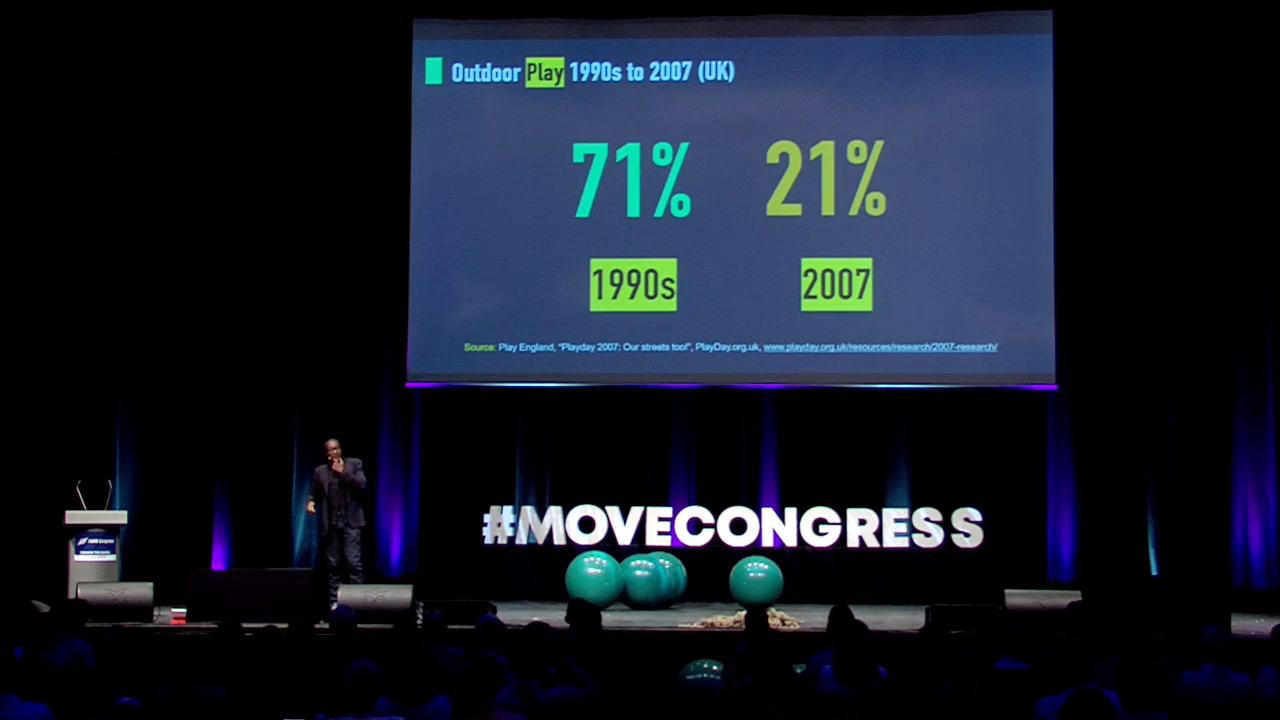 Outdoor Play 1990s to 2007 (UK)
71% 21%
1990s 2007
Source: Play England, "Playday 2007: Our streets too!", PlayDay.org.uk, www.playday.org.uk/resources/research/2007-research/
#MOVECONGRESS